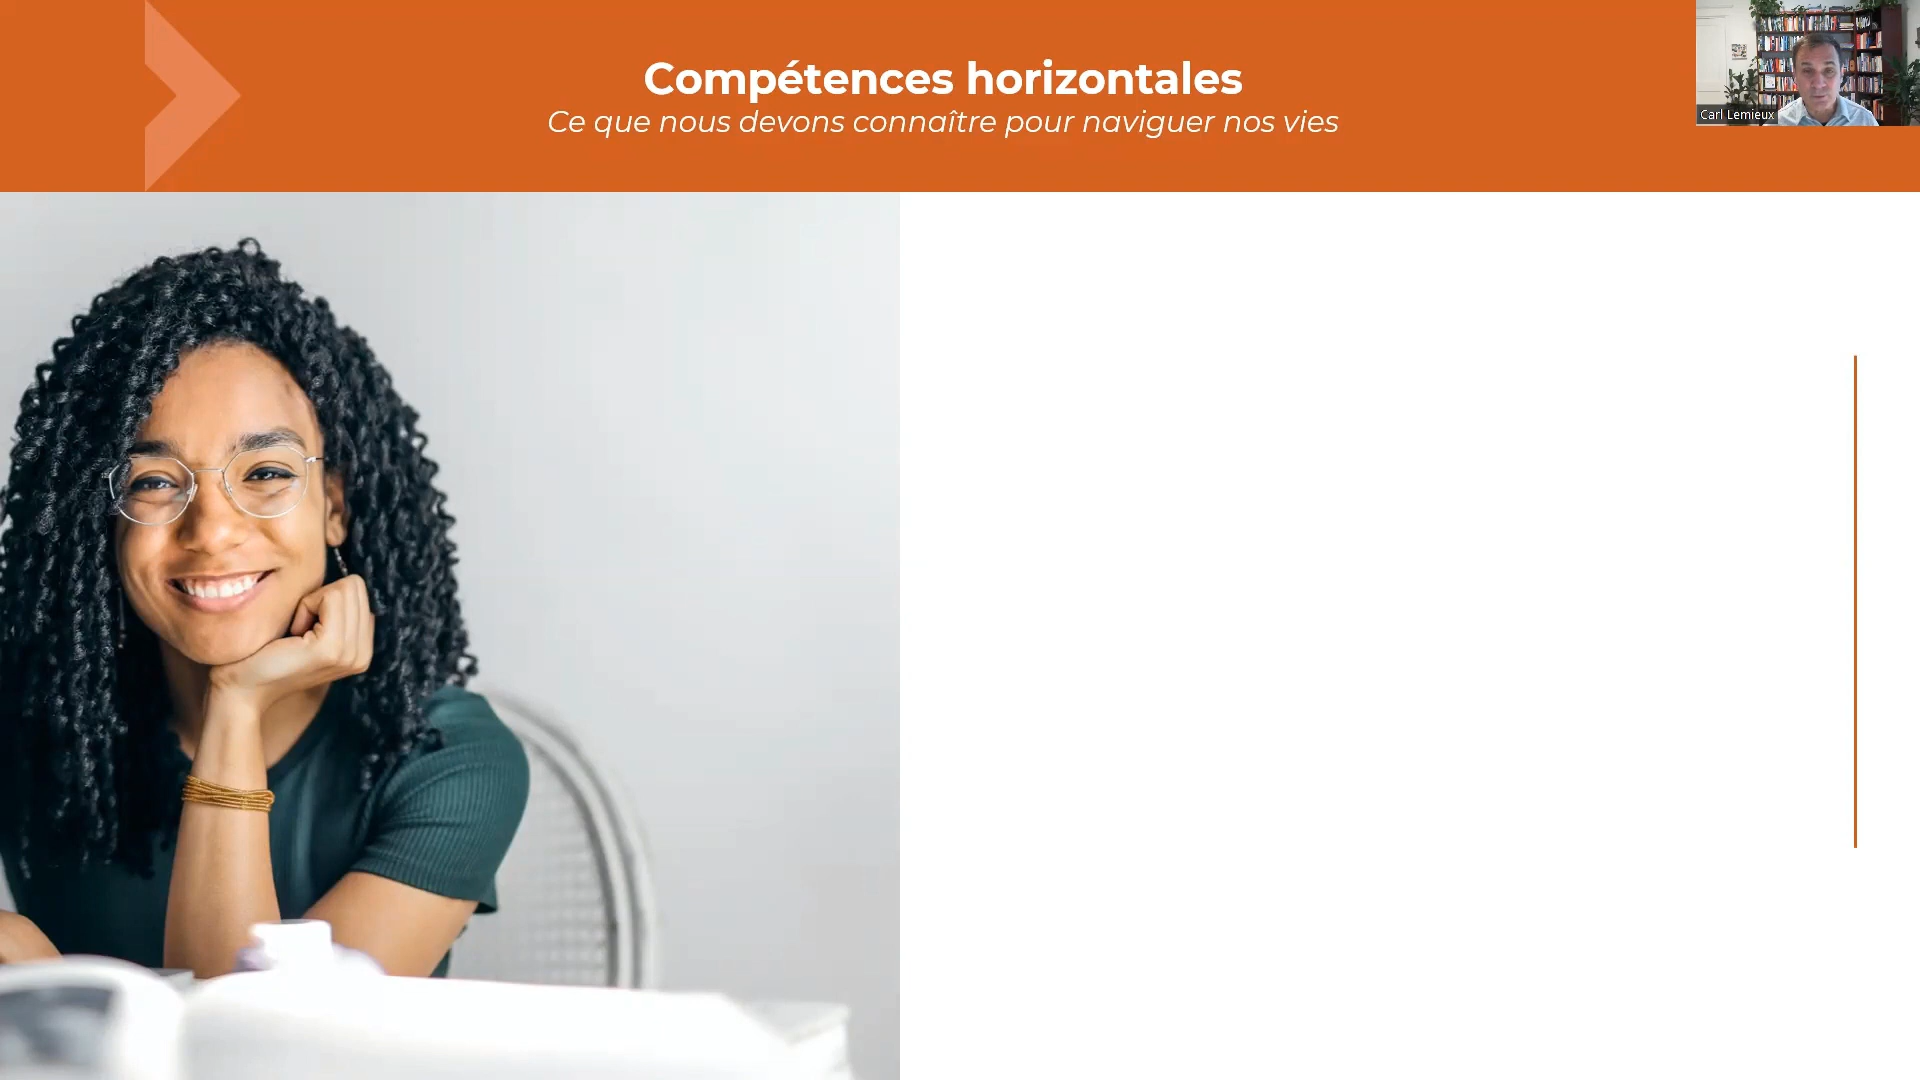 Compétences horizontales
Ce que nous devons connaître pour naviguer nos vies
Carl Lemieux